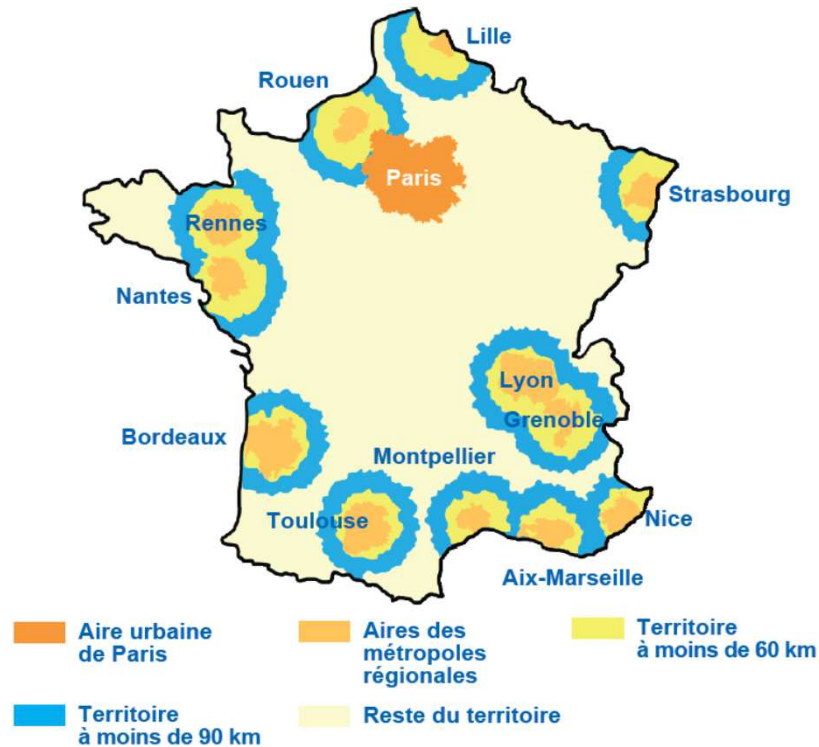 Lille
Rouen
Paris
Strasbourg
Rennes
Nantes
Lyon
Grenoble
Bordeaux
Montpellier
Toulouse
Nice
Aix-Marseille
Aire urbaine
de Paris
Aires des
métropoles
régionales
Territoire
à moins de 60 km
Territoire
à moins de 90 km
Reste du territoire